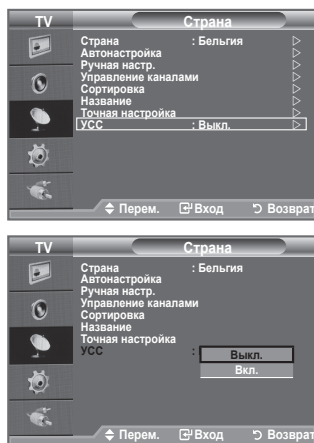 TV Страна
Страна : Бельгия
Автонастройка
Ручная настр.
Управление каналами
Сортировка
Название
Точная настройка
УСС : Выкл.
Перем. Вход Возврат
TV Страна
Страна : Бельгия
Автонастройка
Ручная настр.
Управление каналами
Сортировка
Название
Точная настройка
УСС : Выкл.
Вкл.
Перем. Вход Возврат